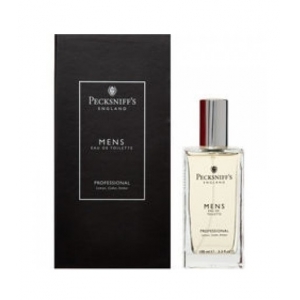 PECKSNIFF'S
ENGLAND
MENS
EAU DE TOILETTE
PROFESSIONAL
PECKSNIFF'S
ENGLAND
MENS
EAU DE
TOILETTE
PROFESSIONAL